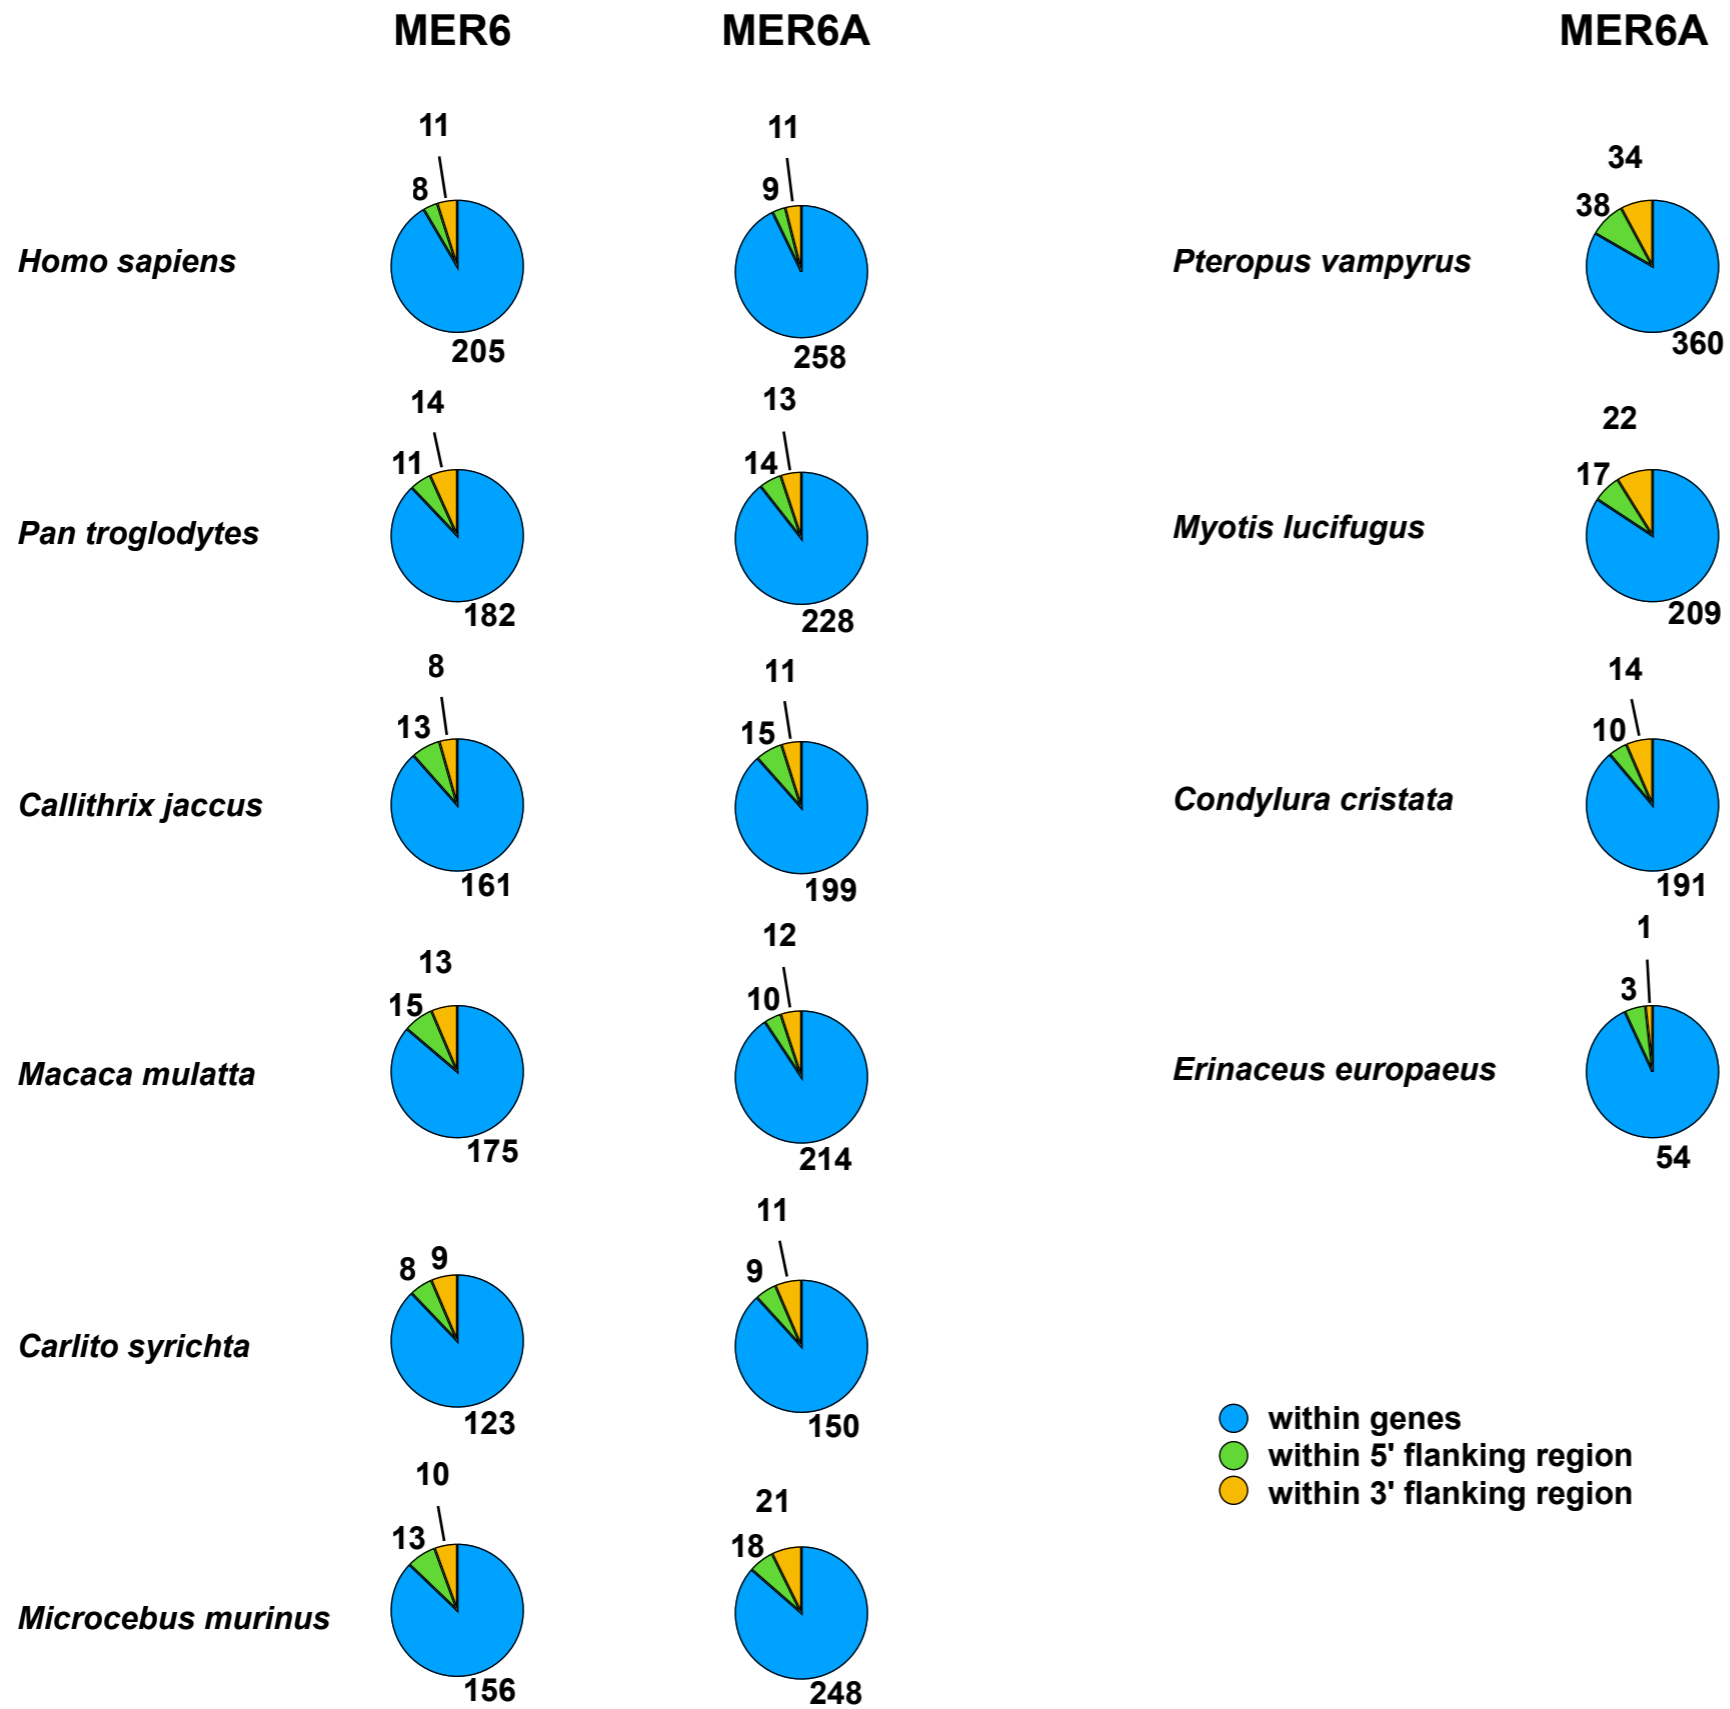 MER6 MER6A MER6A
11 11 34
8 9 38
Homo sapiens Pteropus vampyrus
205 258 360
14 13 22
11 14 17
Pan troglodytes Myotis lucifugus
182 228 209
8 11 14
13 15 10
Callithrix jaccus Condylura cristata
161 199 191
13 12 1
15 10 3
Macaca mulatta Erinaceus europaeus
175 214 54
9 11
8 9
Carlito syrichta
123 150
10 21
13 18
Microcebus murinus
156 248
within genes
within 5' flanking region
within 3' flanking region